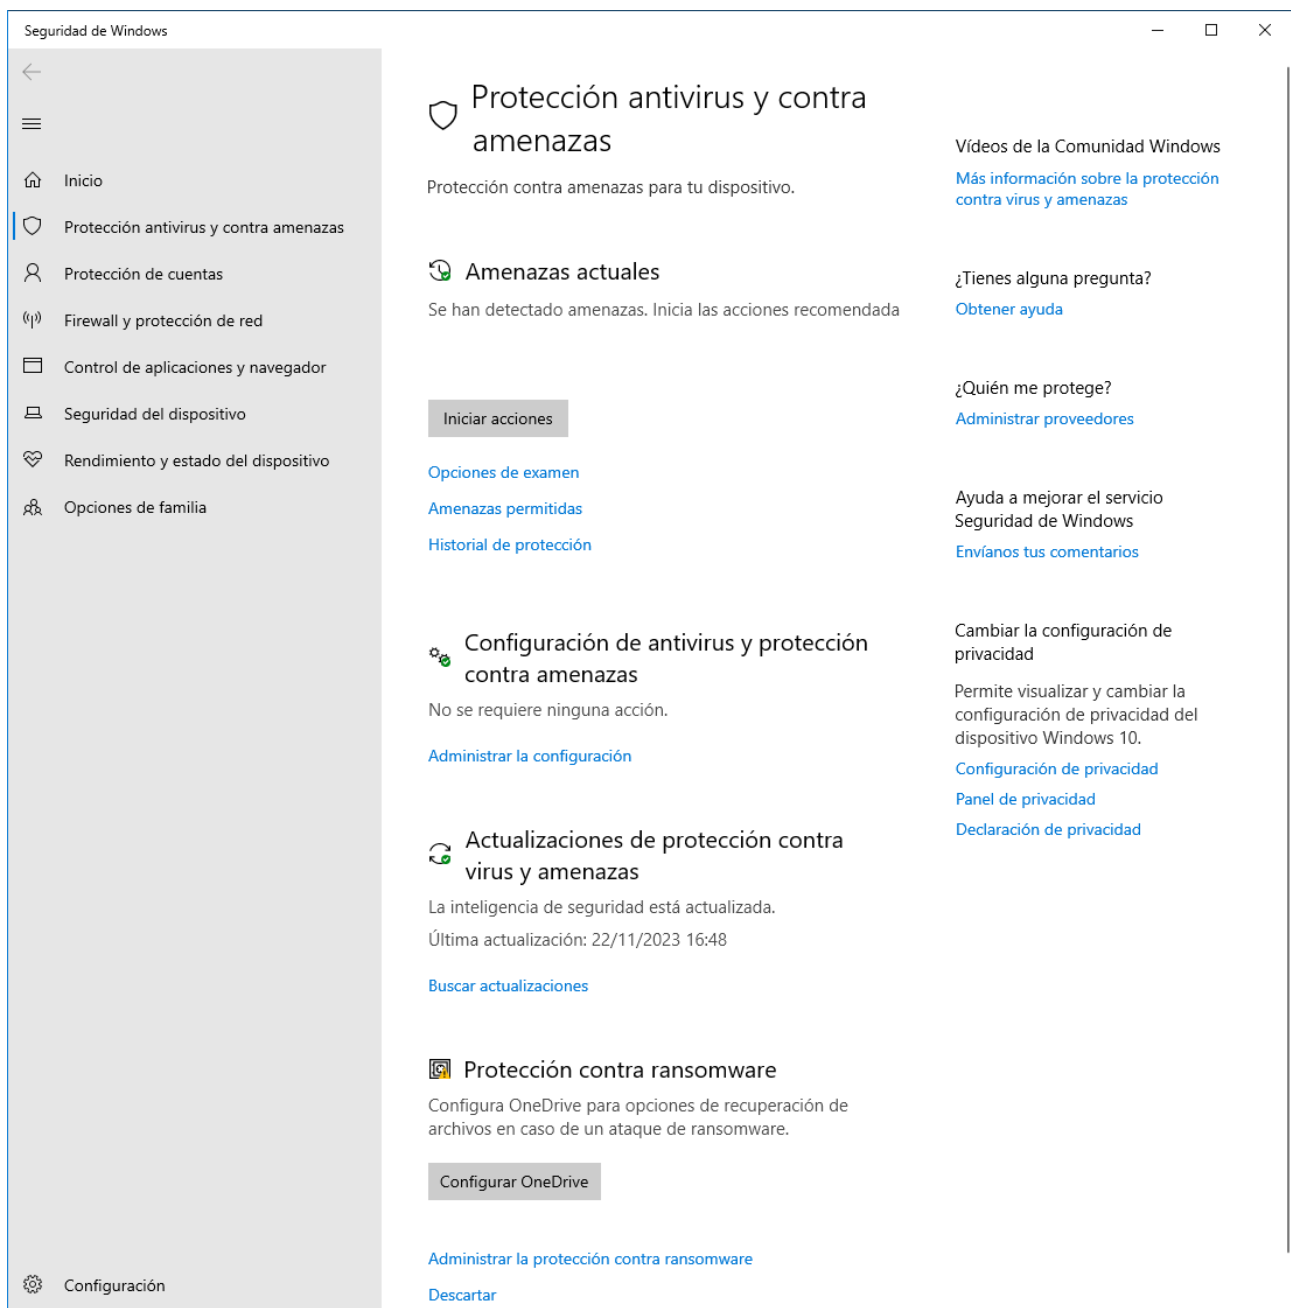 Seguridad de Windows
Inicio
Protección antivirus y contra amenazas
Protección de cuentas
Firewall y protección de red
Control de aplicaciones y navegador
Seguridad del dispositivo
Rendimiento y estado del dispositivo
Opciones de familia
Configuración
Protección antivirus y contra
amenazas
Protección contra amenazas para tu dispositivo.
Amenazas actuales
Se han detectado amenazas. Inicia las acciones recomendada
Iniciar acciones
Opciones de examen
Amenazas permitidas
Historial de protección
Configuración de antivirus y protección
contra amenazas
No se requiere ninguna acción.
Administrar la configuración
Actualizaciones de protección contra
virus y amenazas
La inteligencia de seguridad está actualizada.
Última actualización: 22/11/2023 16:48
Buscar actualizaciones
Protección contra ransomware
Configura OneDrive para opciones de recuperación de
archivos en caso de un ataque de ransomware.
Configurar OneDrive
Administrar la protección contra ransomware
Descartar
Vídeos de la Comunidad Windows
Más información sobre la protección
contra virus y amenazas
¿Tienes alguna pregunta?
Obtener ayuda
¿Quién me protege?
Administrar proveedores
Ayuda a mejorar el servicio
Seguridad de Windows
Envíanos tus comentarios
Cambiar la configuración de
privacidad
Permite visualizar y cambiar la
configuración de privacidad del
dispositivo Windows 10.
Configuración de privacidad
Panel de privacidad
Declaración de privacidad